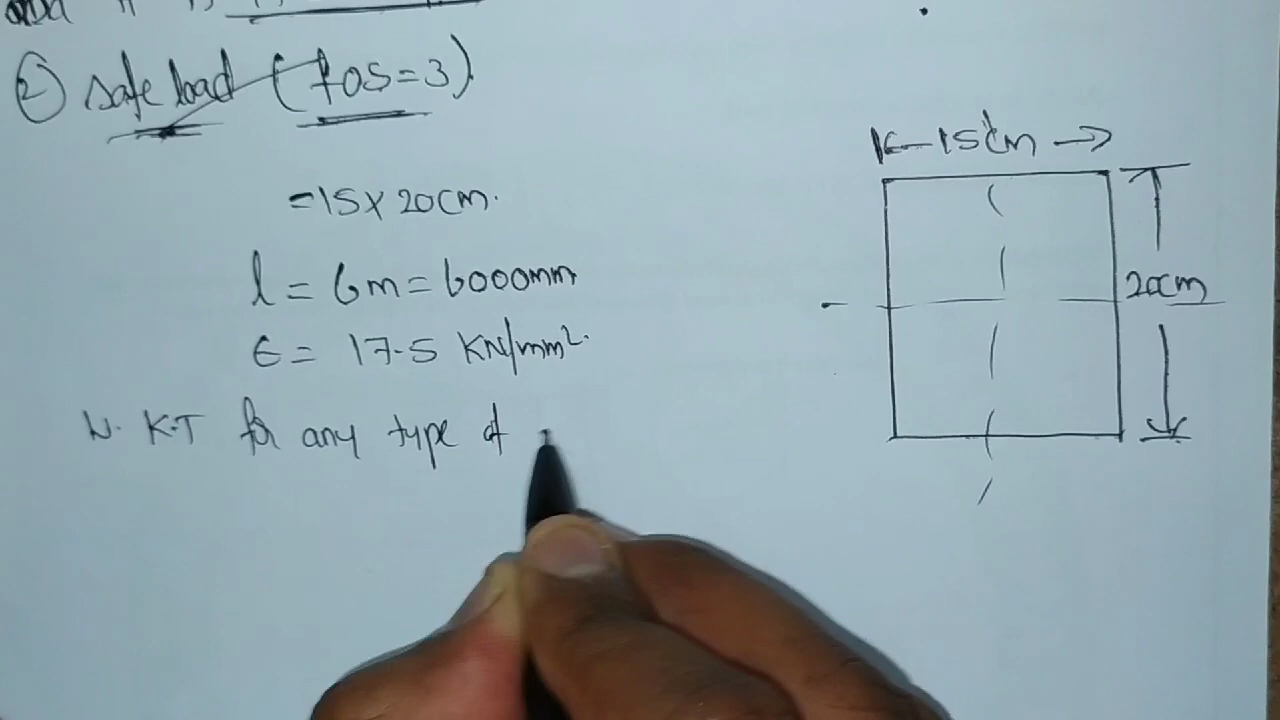 ② safe load (fos=3)
=15x20cm.
l = 6m = 6000mm
E = 17.5 KN/mm².
W.K.T for any type of
15cm
20cm